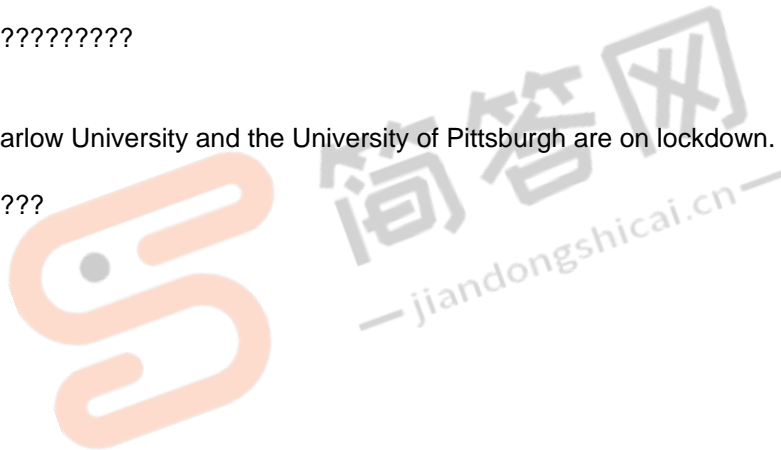 ?????????
arlow University and the University of Pittsburgh are on lockdown.
???
简答网
jiandongshicai.cn